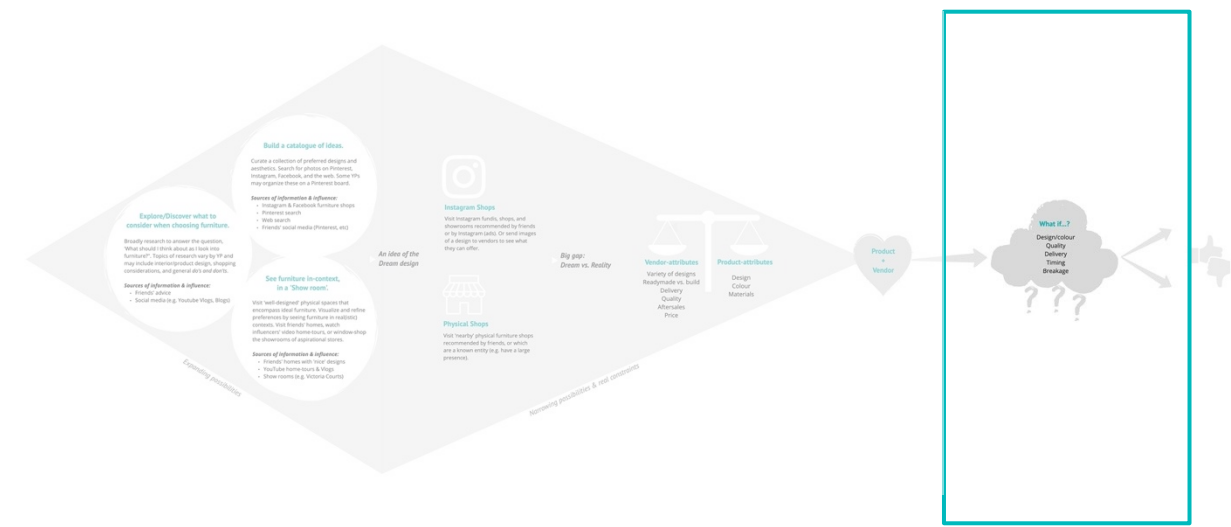 Build a catalogue of ideas.
Curate a collection of preferred designs and
aesthetics. Search for photos on Pinterest,
Instagram, Facebook, and the web. Some YPs
may organize these on a Pinterest board.
Sources of information & influence:
- Instagram & Facebook furniture shops
- Pinterest search
- Web search
- Friends' social media (Pinterest, etc)
Explore/Discover what to
consider when choosing furniture.
Broadly research to answer the question,
'What should I think about as I look into
furniture?'. Topics of research vary by YP and
may include interior/product design, shopping
considerations, and general do's and don'ts.
Sources of information & influence:
- Friends' advice
- Social media (e.g. Youtube Vlogs, Blogs)
See furniture in-context,
in a 'Show room'.
Visit 'well-designed' physical spaces that
encompass ideal furniture. Visualize and refine
preferences by seeing furniture in real(istic)
contexts. Visit friends' homes, watch
influencers' video home-tours, or window-shop
the showrooms of aspirational stores.
Sources of information & influence:
- Friends' homes with 'nice' designs
- YouTube home-tours & Vlogs
- Show rooms (e.g. Victoria Courts)
Expanding possibilities
An idea of the
Dream design
Instagram Shops
Visit Instagram fundis, shops, and
showrooms recommended by friends
or by Instagram (ads). Or send images
of a design to vendors to see what
they can offer.
Physical Shops
Visit 'nearby' physical furniture shops
recommended by friends, or which
are a known entity (e.g. have a large
presence).
Big gap:
Dream vs. Reality
Narrowing possibilities & real constraints
Vendor-attributes
Variety of designs
Readymade vs. build
Delivery
Quality
Aftersales
Price
Product-attributes
Design
Colour
Materials
Product
+
Vendor
What if...?
Design/colour
Quality
Delivery
Timing
Breakage
? ? ?